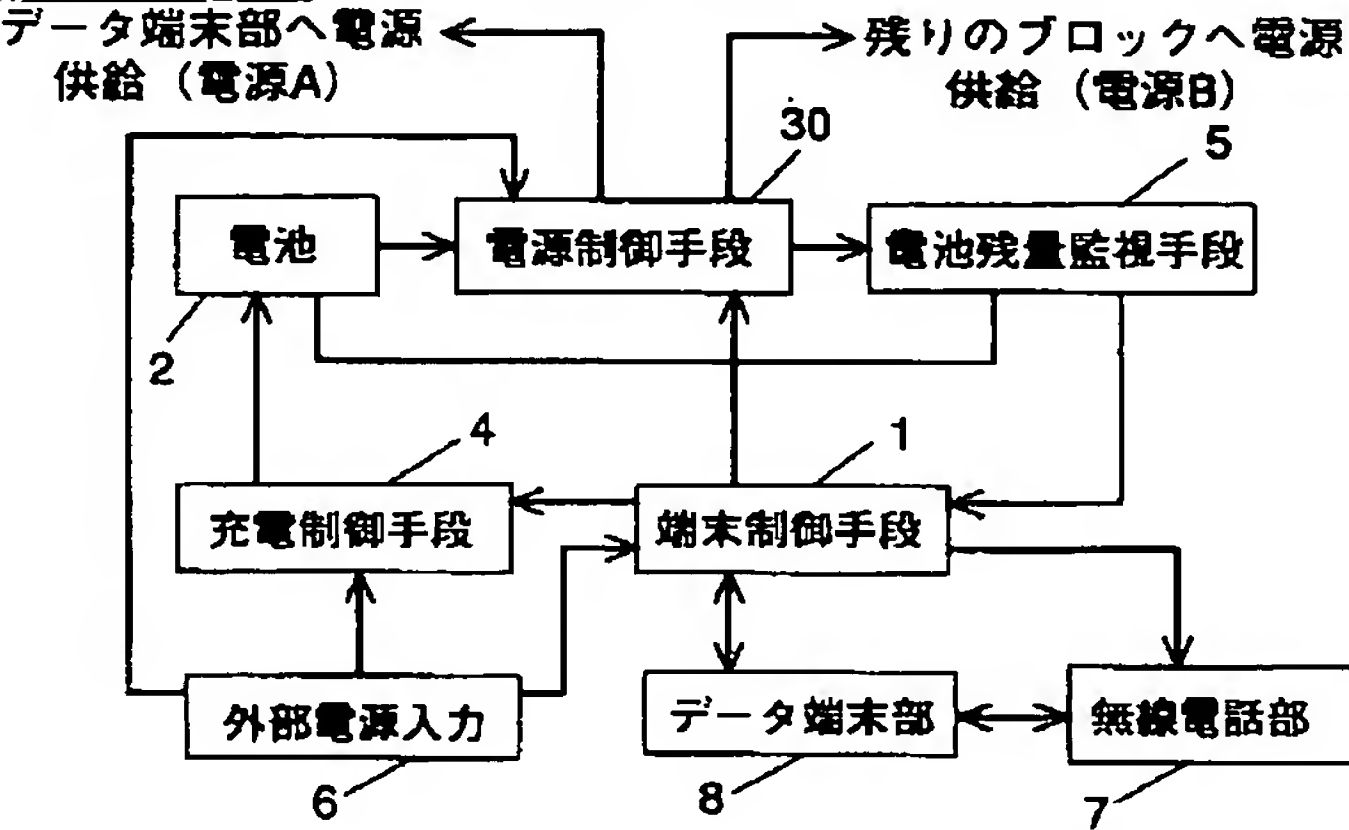 データ端末部へ電源
供給（電源A）
残りのブロックへ電源
供給（電源B）
30
5
電池
電源制御手段
電池残量監視手段
2
4
1
充電制御手段
端末制御手段
外部電源入力
データ端末部
無線電話部
6
8
7